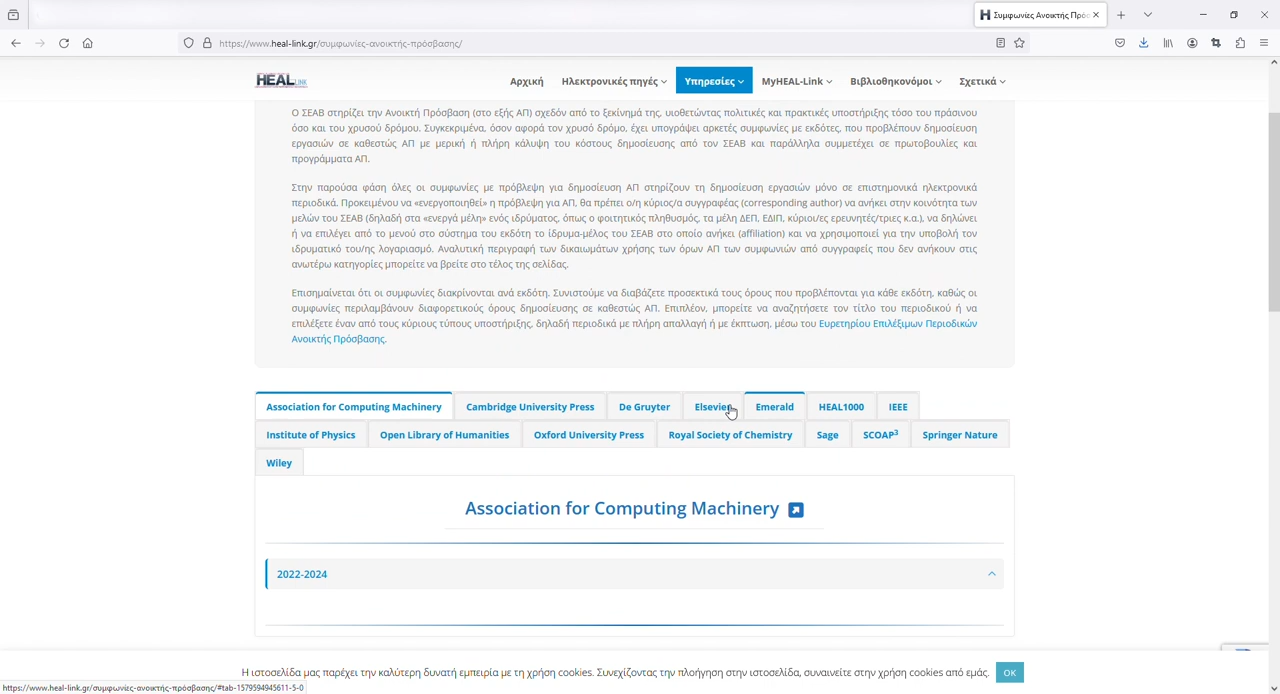 Συμφωνίες Ανοικτής Πρόσ
https://www.heal-link.gr/συμφωνίες-ανοικτής-πρόσβασης/
HEAL LINK
Αρχική Ηλεκτρονικές πηγές Υπηρεσίες MyHEAL-Link Βιβλιοθηκονόμοι Σχετικά
Ο ΣΕΑΒ στηρίζει την Ανοικτή Πρόσβαση (στο εξής ΑΠ) σχεδόν από το ξεκίνημά της, υιοθετώντας πολιτικές και πρακτικές υποστήριξης τόσο του πράσινου
όσο και του χρυσού δρόμου. Συγκεκριμένα, όσον αφορά τον χρυσό δρόμο, έχει υπογράψει αρκετές συμφωνίες με εκδότες, που προβλέπουν δημοσίευση
εργασιών σε καθεστώς ΑΠ με μερική ή πλήρη κάλυψη του κόστους δημοσίευσης από τον ΣΕΑΒ και παράλληλα συμμετέχει σε πρωτοβουλίες και
προγράμματα ΑΠ.
Στην παρούσα φάση όλες οι συμφωνίες με πρόβλεψη για δημοσίευση ΑΠ στηρίζουν τη δημοσίευση εργασιών μόνο σε επιστημονικά ηλεκτρονικά
περιοδικά. Προκειμένου να «ενεργοποιηθεί» η πρόβλεψη για ΑΠ, θα πρέπει ο/η κύριος/α συγγραφέας (corresponding author) να ανήκει στην κοινότητα των
μελών του ΣΕΑΒ (δηλαδή στα «ενεργά μέλη» ενός ιδρύματος, όπως ο φοιτητικός πληθυσμός, τα μέλη ΔΕΠ, ΕΔΙΠ, κύριοι/ες ερευνητές/τριες κ.α.), να δηλώνει
ή να επιλέγει από το μενού στο σύστημα του εκδότη το ίδρυμα-μέλος του ΣΕΑΒ στο οποίο ανήκει (affiliation) και να χρησιμοποιεί για την υποβολή τον
ιδρυματικό του/ης λογαριασμό. Αναλυτική περιγραφή των δικαιωμάτων χρήσης των όρων ΑΠ των συμφωνιών από συγγραφείς που δεν ανήκουν στις
ανωτέρω κατηγορίες μπορείτε να βρείτε στο τέλος της σελίδας.
Επισημαίνεται ότι οι συμφωνίες διακρίνονται ανά εκδότη. Συνιστούμε να διαβάζετε προσεκτικά τους όρους που προβλέπονται για κάθε εκδότη, καθώς οι
συμφωνίες περιλαμβάνουν διαφορετικούς όρους δημοσίευσης σε καθεστώς ΑΠ. Επιπλέον, μπορείτε να αναζητήσετε τον τίτλο του περιοδικού ή να
επιλέξετε έναν από τους κύριους τύπους υποστήριξης, δηλαδή περιοδικά με πλήρη απαλλαγή ή με έκπτωση, μέσω του Ευρετηρίου Επιλέξιμων Περιοδικών
Ανοικτής Πρόσβασης.
Association for Computing Machinery Cambridge University Press De Gruyter Elsevier Emerald HEAL1000 IEEE
Institute of Physics Open Library of Humanities Oxford University Press Royal Society of Chemistry Sage SCOAP³ Springer Nature
Wiley
Association for Computing Machinery
2022-2024
Η ιστοσελίδα μας παρέχει την καλύτερη δυνατή εμπειρία με τη χρήση cookies. Συνεχίζοντας την πλοήγηση στην ιστοσελίδα, συναινείτε στην χρήση cookies από εμάς. OK
https://www.heal-link.gr/συμφωνίες-ανοικτής-πρόσβασης/#tab-1579594945611-5-0